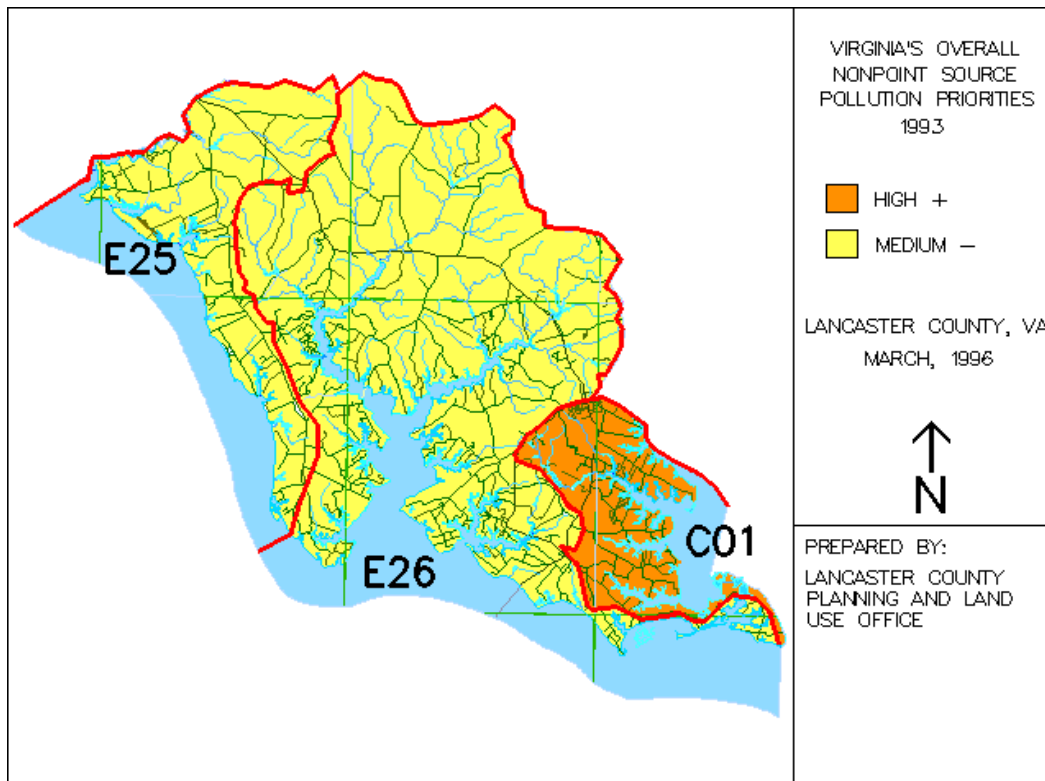 VIRGINIA'S OVERALL
NONPOINT SOURCE
POLLUTION PRIORITIES
1993
HIGH +
MEDIUM –
LANCASTER COUNTY, VA
MARCH, 1996
N
PREPARED BY:
LANCASTER COUNTY
PLANNING AND LAND
USE OFFICE
E25
E26
C01